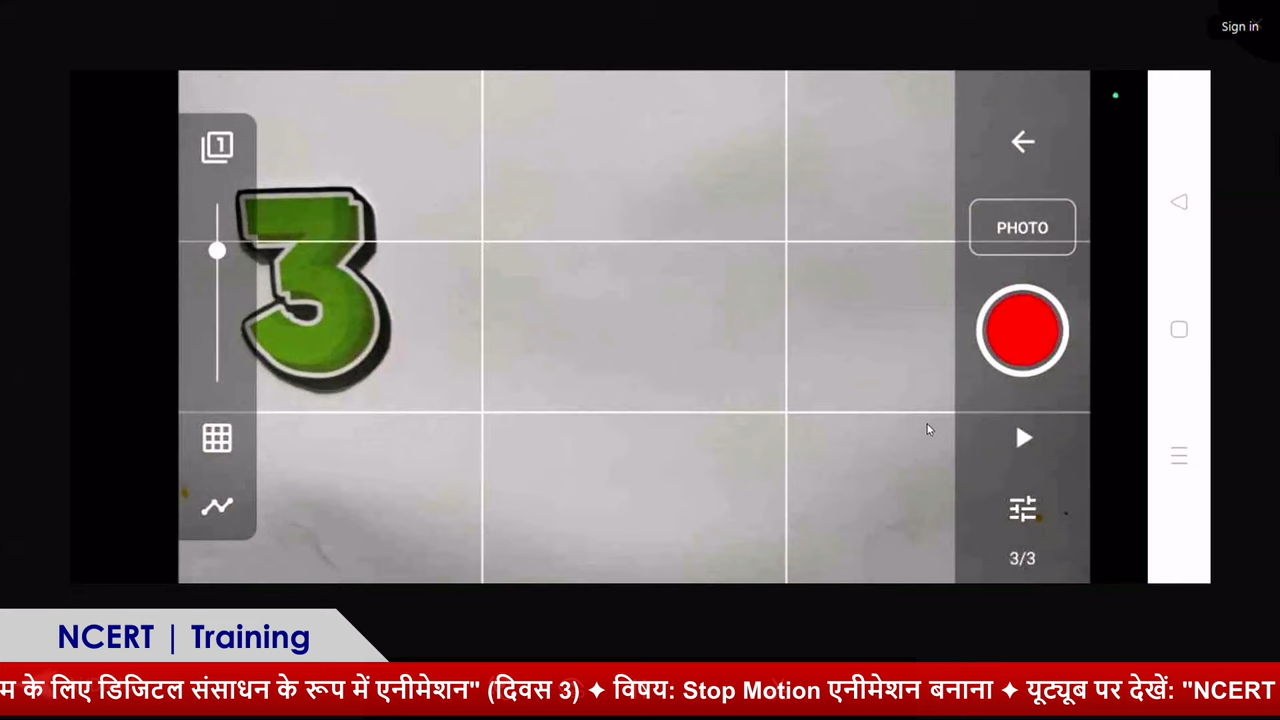 Sign in
1
3
PHOTO
3/3
NCERT | Training
म के लिए डिजिटल संसाधन के रूप में एनीमेशन" (दिवस 3) ✦ विषय: Stop Motion एनीमेशन बनाना ✦ यूट्यूब पर देखें: "NCERT